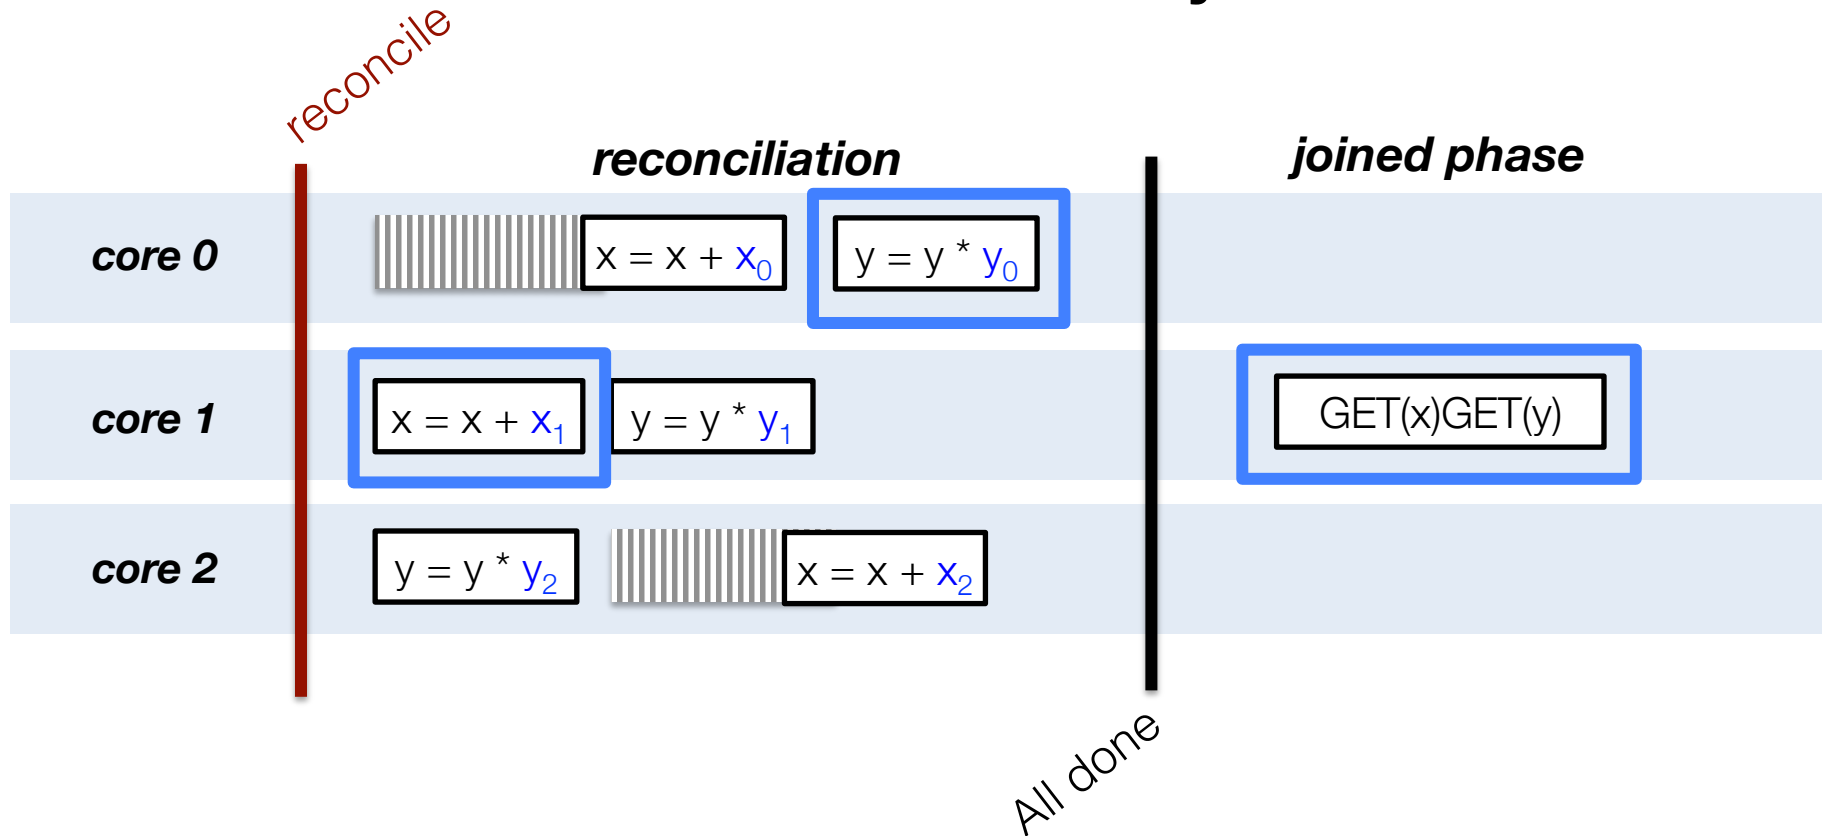 reconcile
reconciliation
joined phase
core 0
x = x + x₀
y = y * y₀
core 1
x = x + x₁
y = y * y₁
GET(x)GET(y)
core 2
y = y * y₂
x = x + x₂
All done